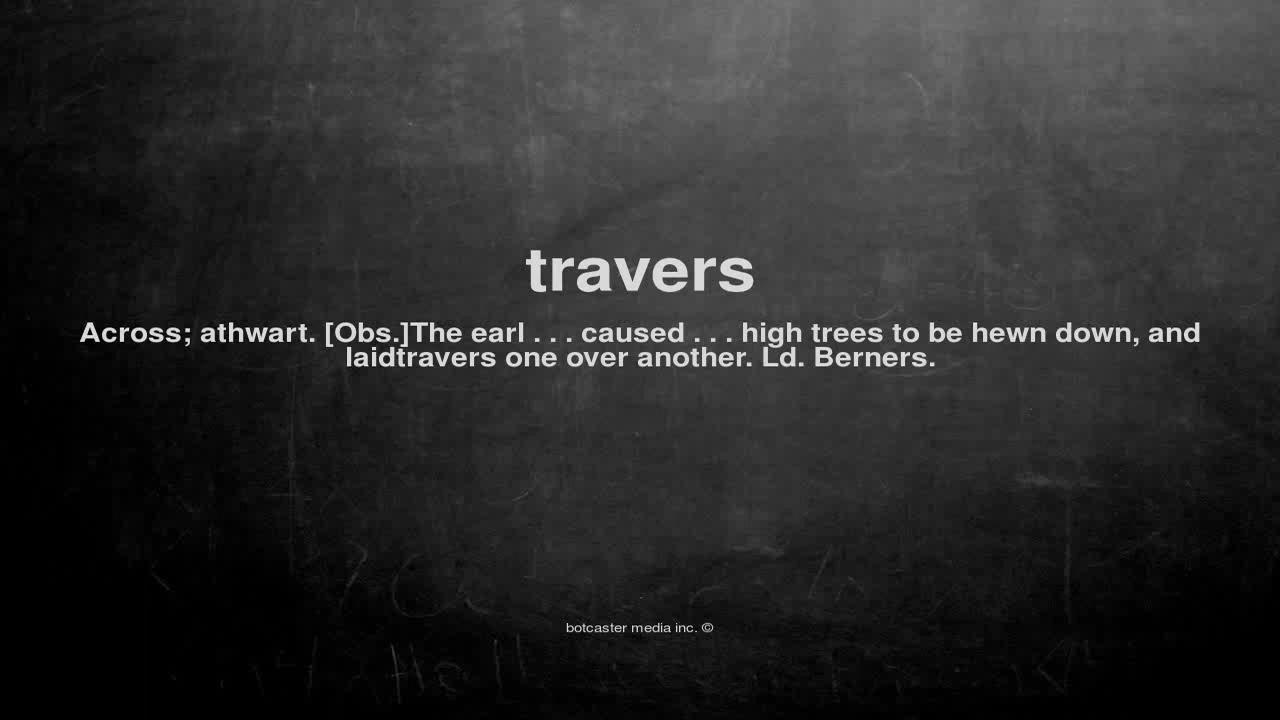 travers
Across; athwart. [Obs.]The earl . . . caused . . . high trees to be hewn down, and
laidtravers one over another. Ld. Berners.
botcaster media inc. ©